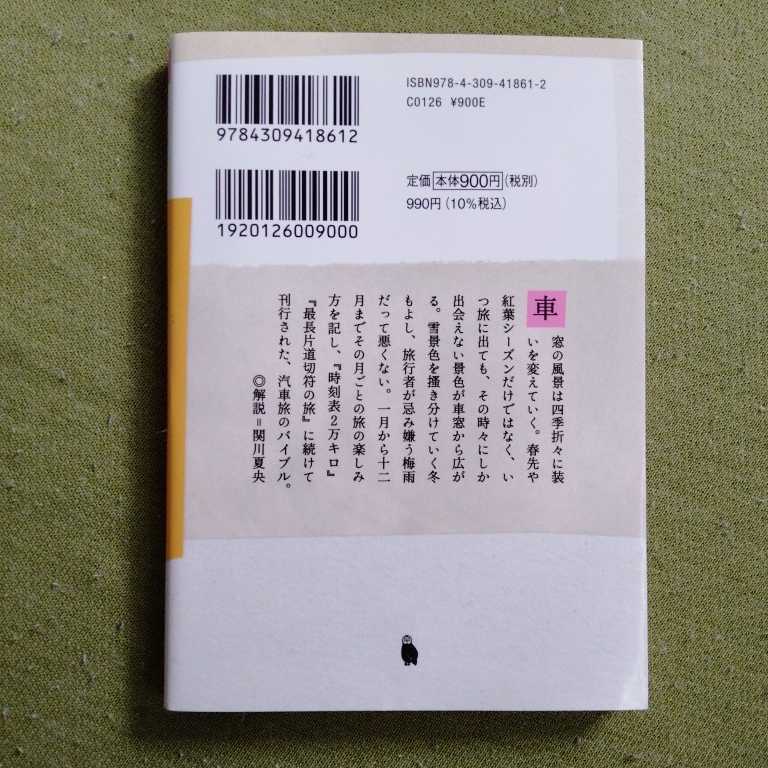 ISBN978-4-309-41861-2
C0126 ¥900E
9784309418612
定価 本体900円(税別)
990円(10%税込)
1920126009000
車窓の風景は四季折々に装
いを変えていく。春先や
紅葉シーズンだけではなく、い
つ旅に出ても、その時々にしか
出会えない景色が車窓から広が
る。雪景色を掻き分けていく冬
もよし、旅行者が忌み嫌う梅雨
だって悪くない。一月から十二
月までその月ごとの旅の楽しみ
方を記し、『時刻表2万キロ』
『最長片道切符の旅』に続けて
刊行された、汽車旅のバイブル。
◎解説=関川夏央